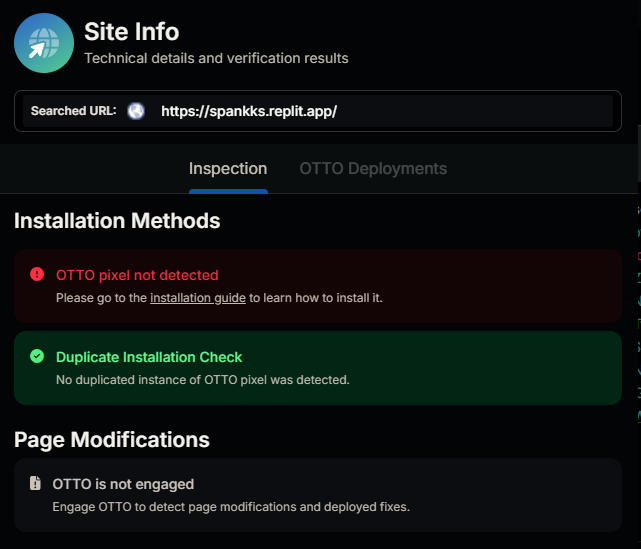 Site Info
Technical details and verification results
Searched URL: https://spankks.replit.app/
Inspection OTTO Deployments
Installation Methods
OTTO pixel not detected
Please go to the installation guide to learn how to install it.
Duplicate Installation Check
No duplicated instance of OTTO pixel was detected.
Page Modifications
OTTO is not engaged
Engage OTTO to detect page modifications and deployed fixes.